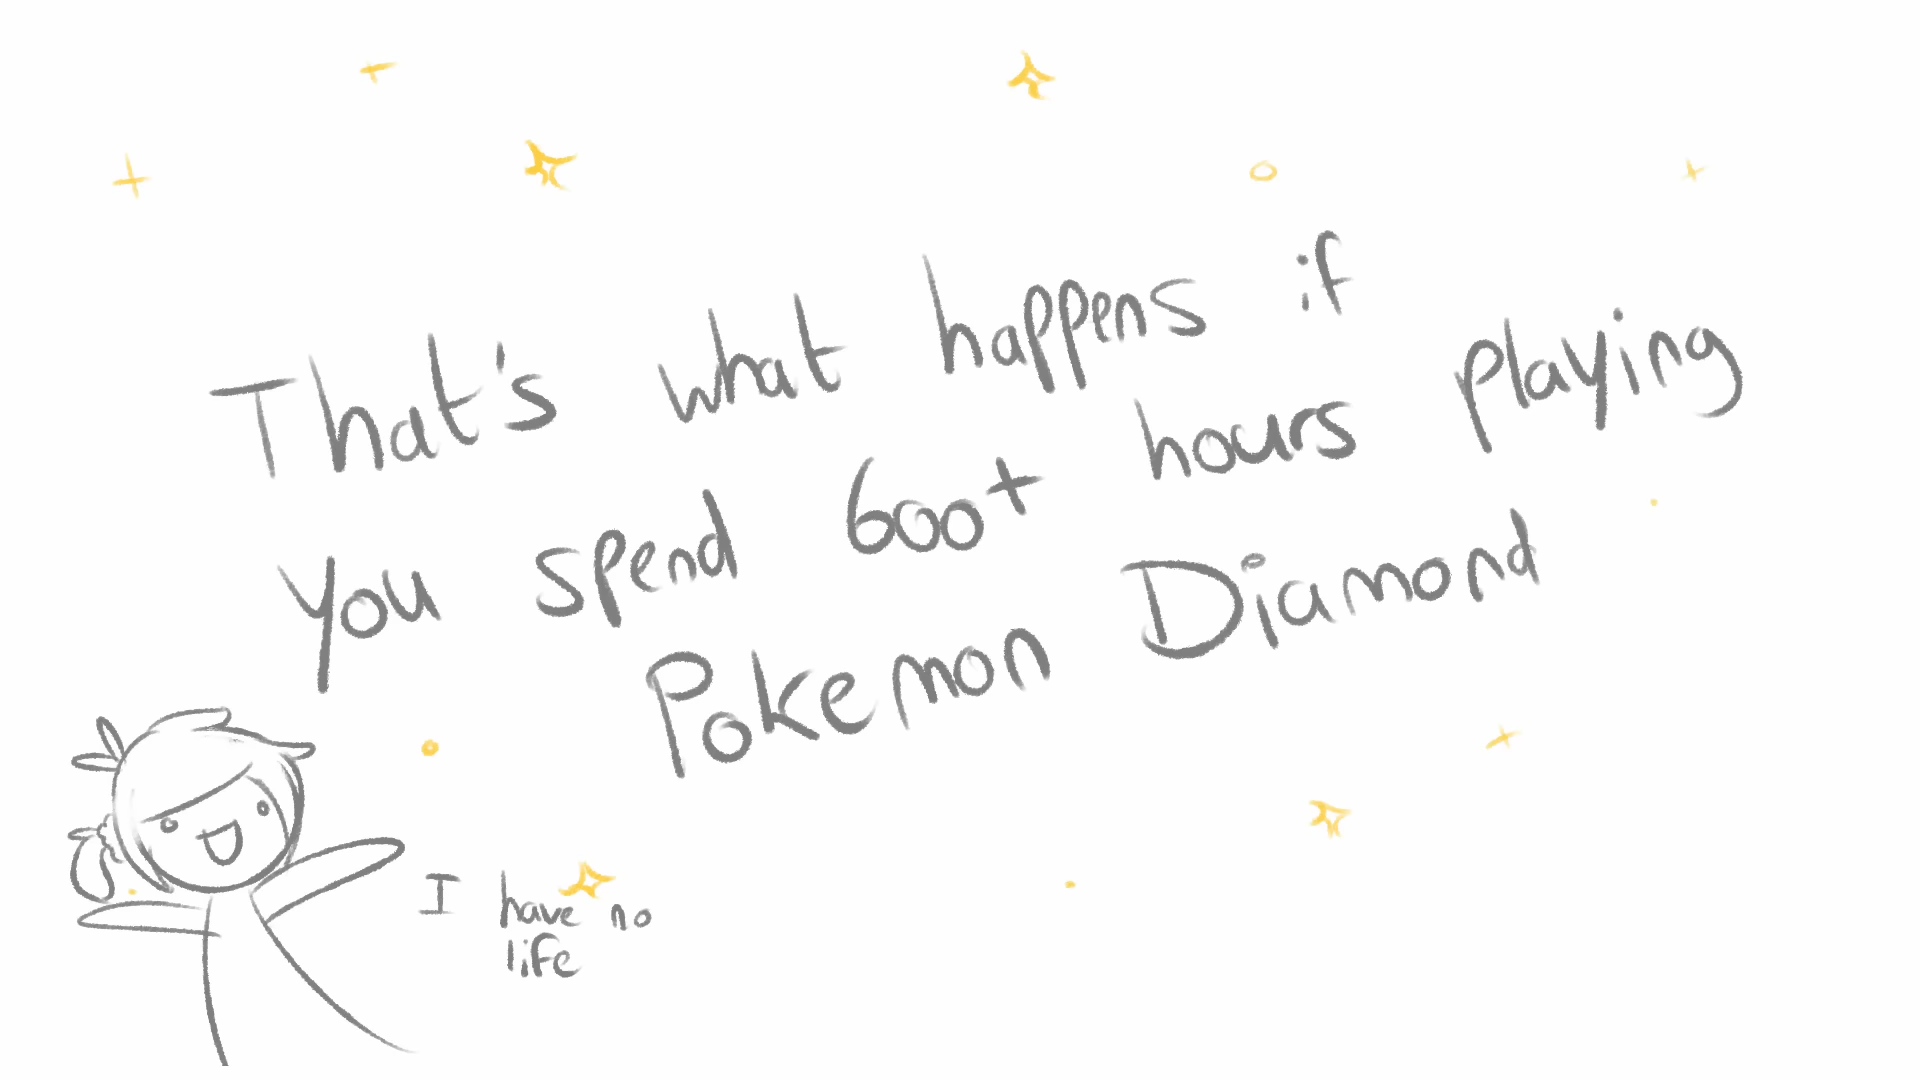 That's what happens if
you spend 600+ hours playing
Pokemon Diamond
I have no
life